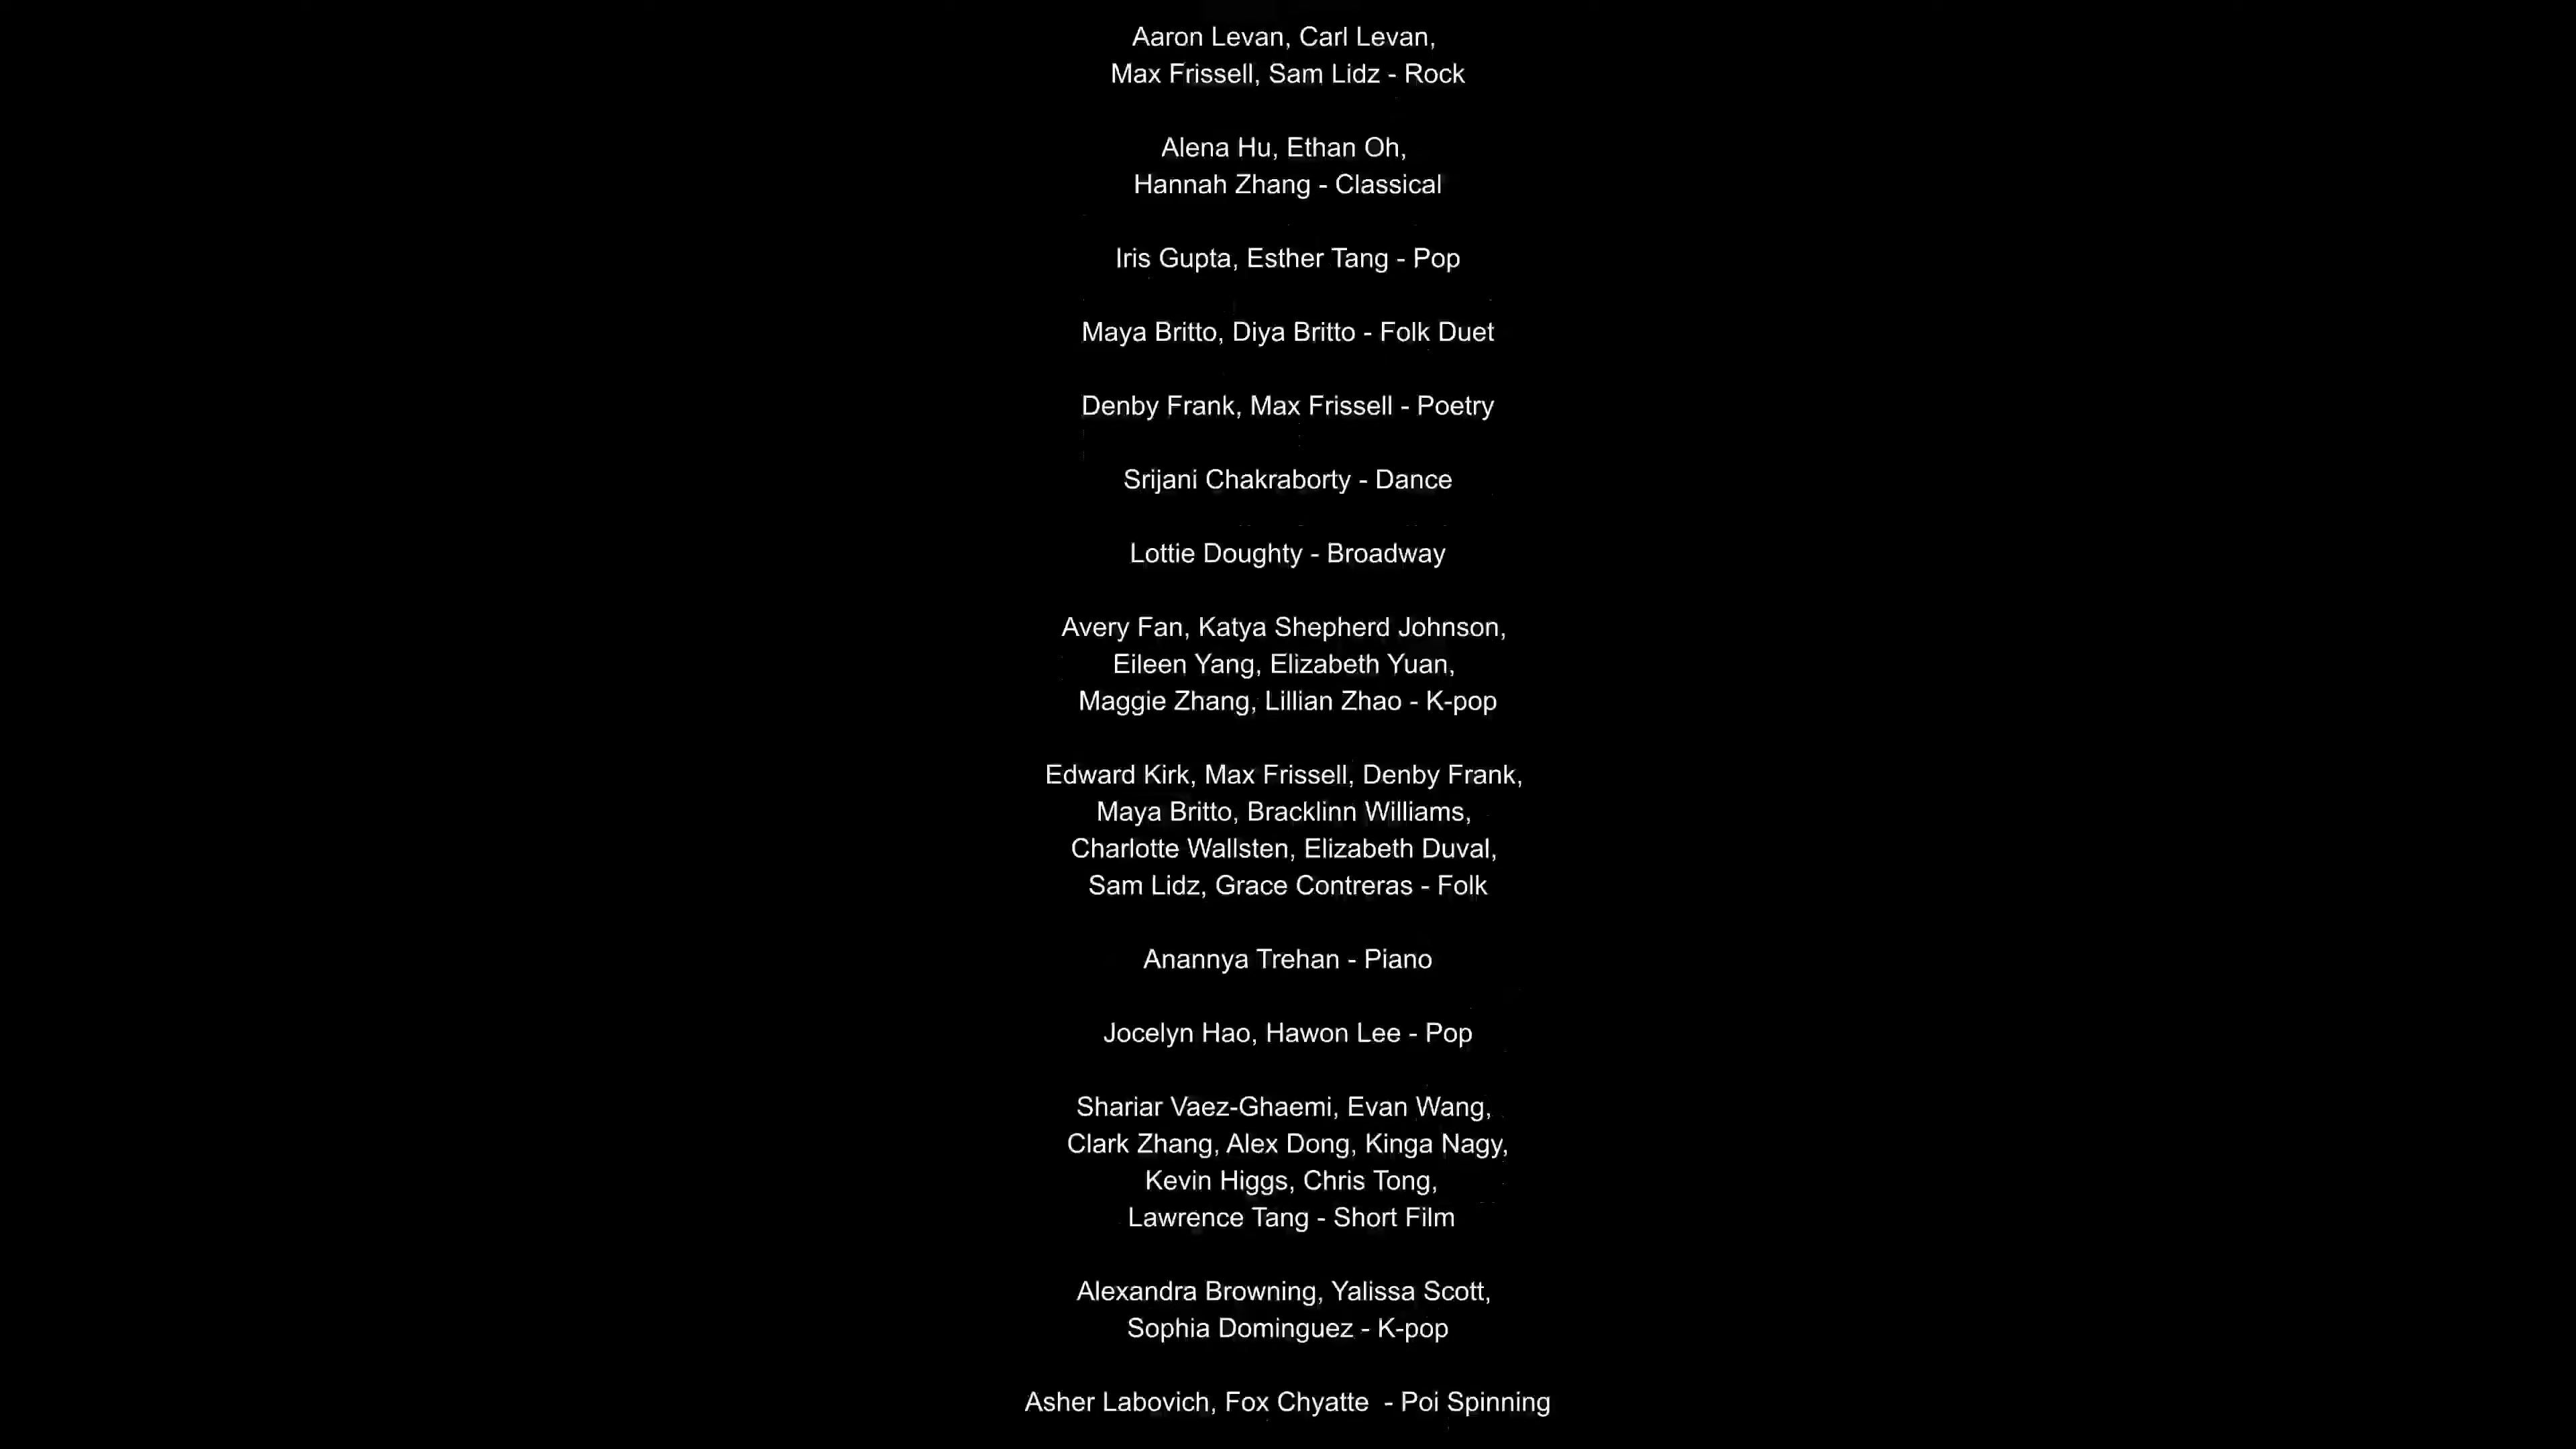 Aaron Levan, Carl Levan,
Max Frissell, Sam Lidz - Rock
Alena Hu, Ethan Oh,
Hannah Zhang - Classical
Iris Gupta, Esther Tang - Pop
Maya Britto, Diya Britto - Folk Duet
Denby Frank, Max Frissell - Poetry
Srijani Chakraborty - Dance
Lottie Doughty - Broadway
Avery Fan, Katya Shepherd Johnson,
Eileen Yang, Elizabeth Yuan,
Maggie Zhang, Lillian Zhao - K-pop
Edward Kirk, Max Frissell, Denby Frank,
Maya Britto, Bracklinn Williams,
Charlotte Wallsten, Elizabeth Duval,
Sam Lidz, Grace Contreras - Folk
Anannya Trehan - Piano
Jocelyn Hao, Hawon Lee - Pop
Shariar Vaez-Ghaemi, Evan Wang,
Clark Zhang, Alex Dong, Kinga Nagy,
Kevin Higgs, Chris Tong,
Lawrence Tang - Short Film
Alexandra Browning, Yalissa Scott,
Sophia Dominguez - K-pop
Asher Labovich, Fox Chyatte  - Poi Spinning